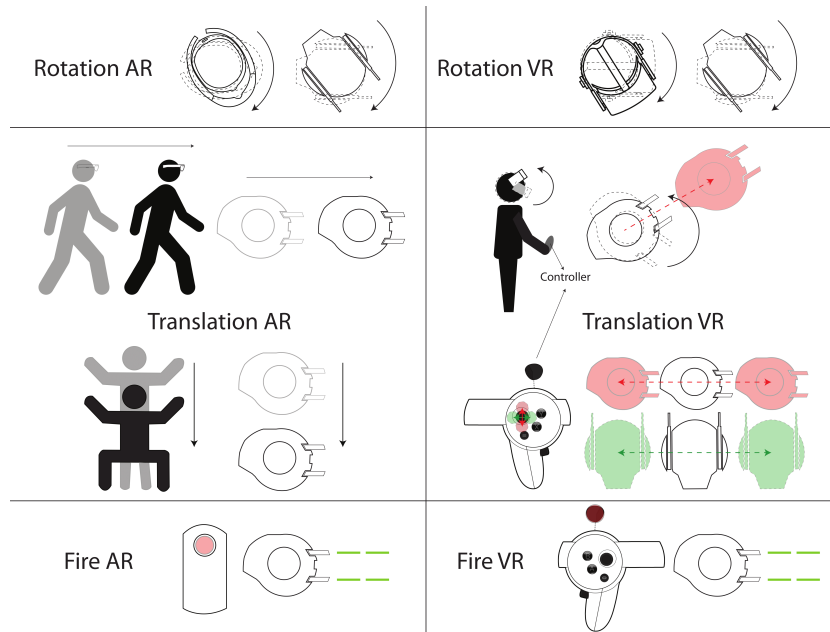 Rotation AR
Rotation VR
Controller
Translation AR
Translation VR
Fire AR
Fire VR